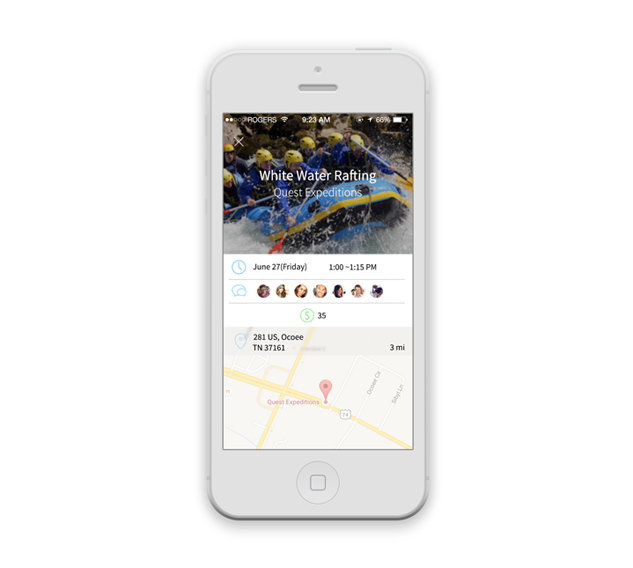 ROGERS 9:23 AM 66%
White Water Rafting
Quest Expeditions
June 27(Friday) 1:00 ~1:15 PM
$ 35
281 US, Ocoee
TN 37161 3 mi
Ocoee Cir
Sibyl Ln
Quest Expeditions
74